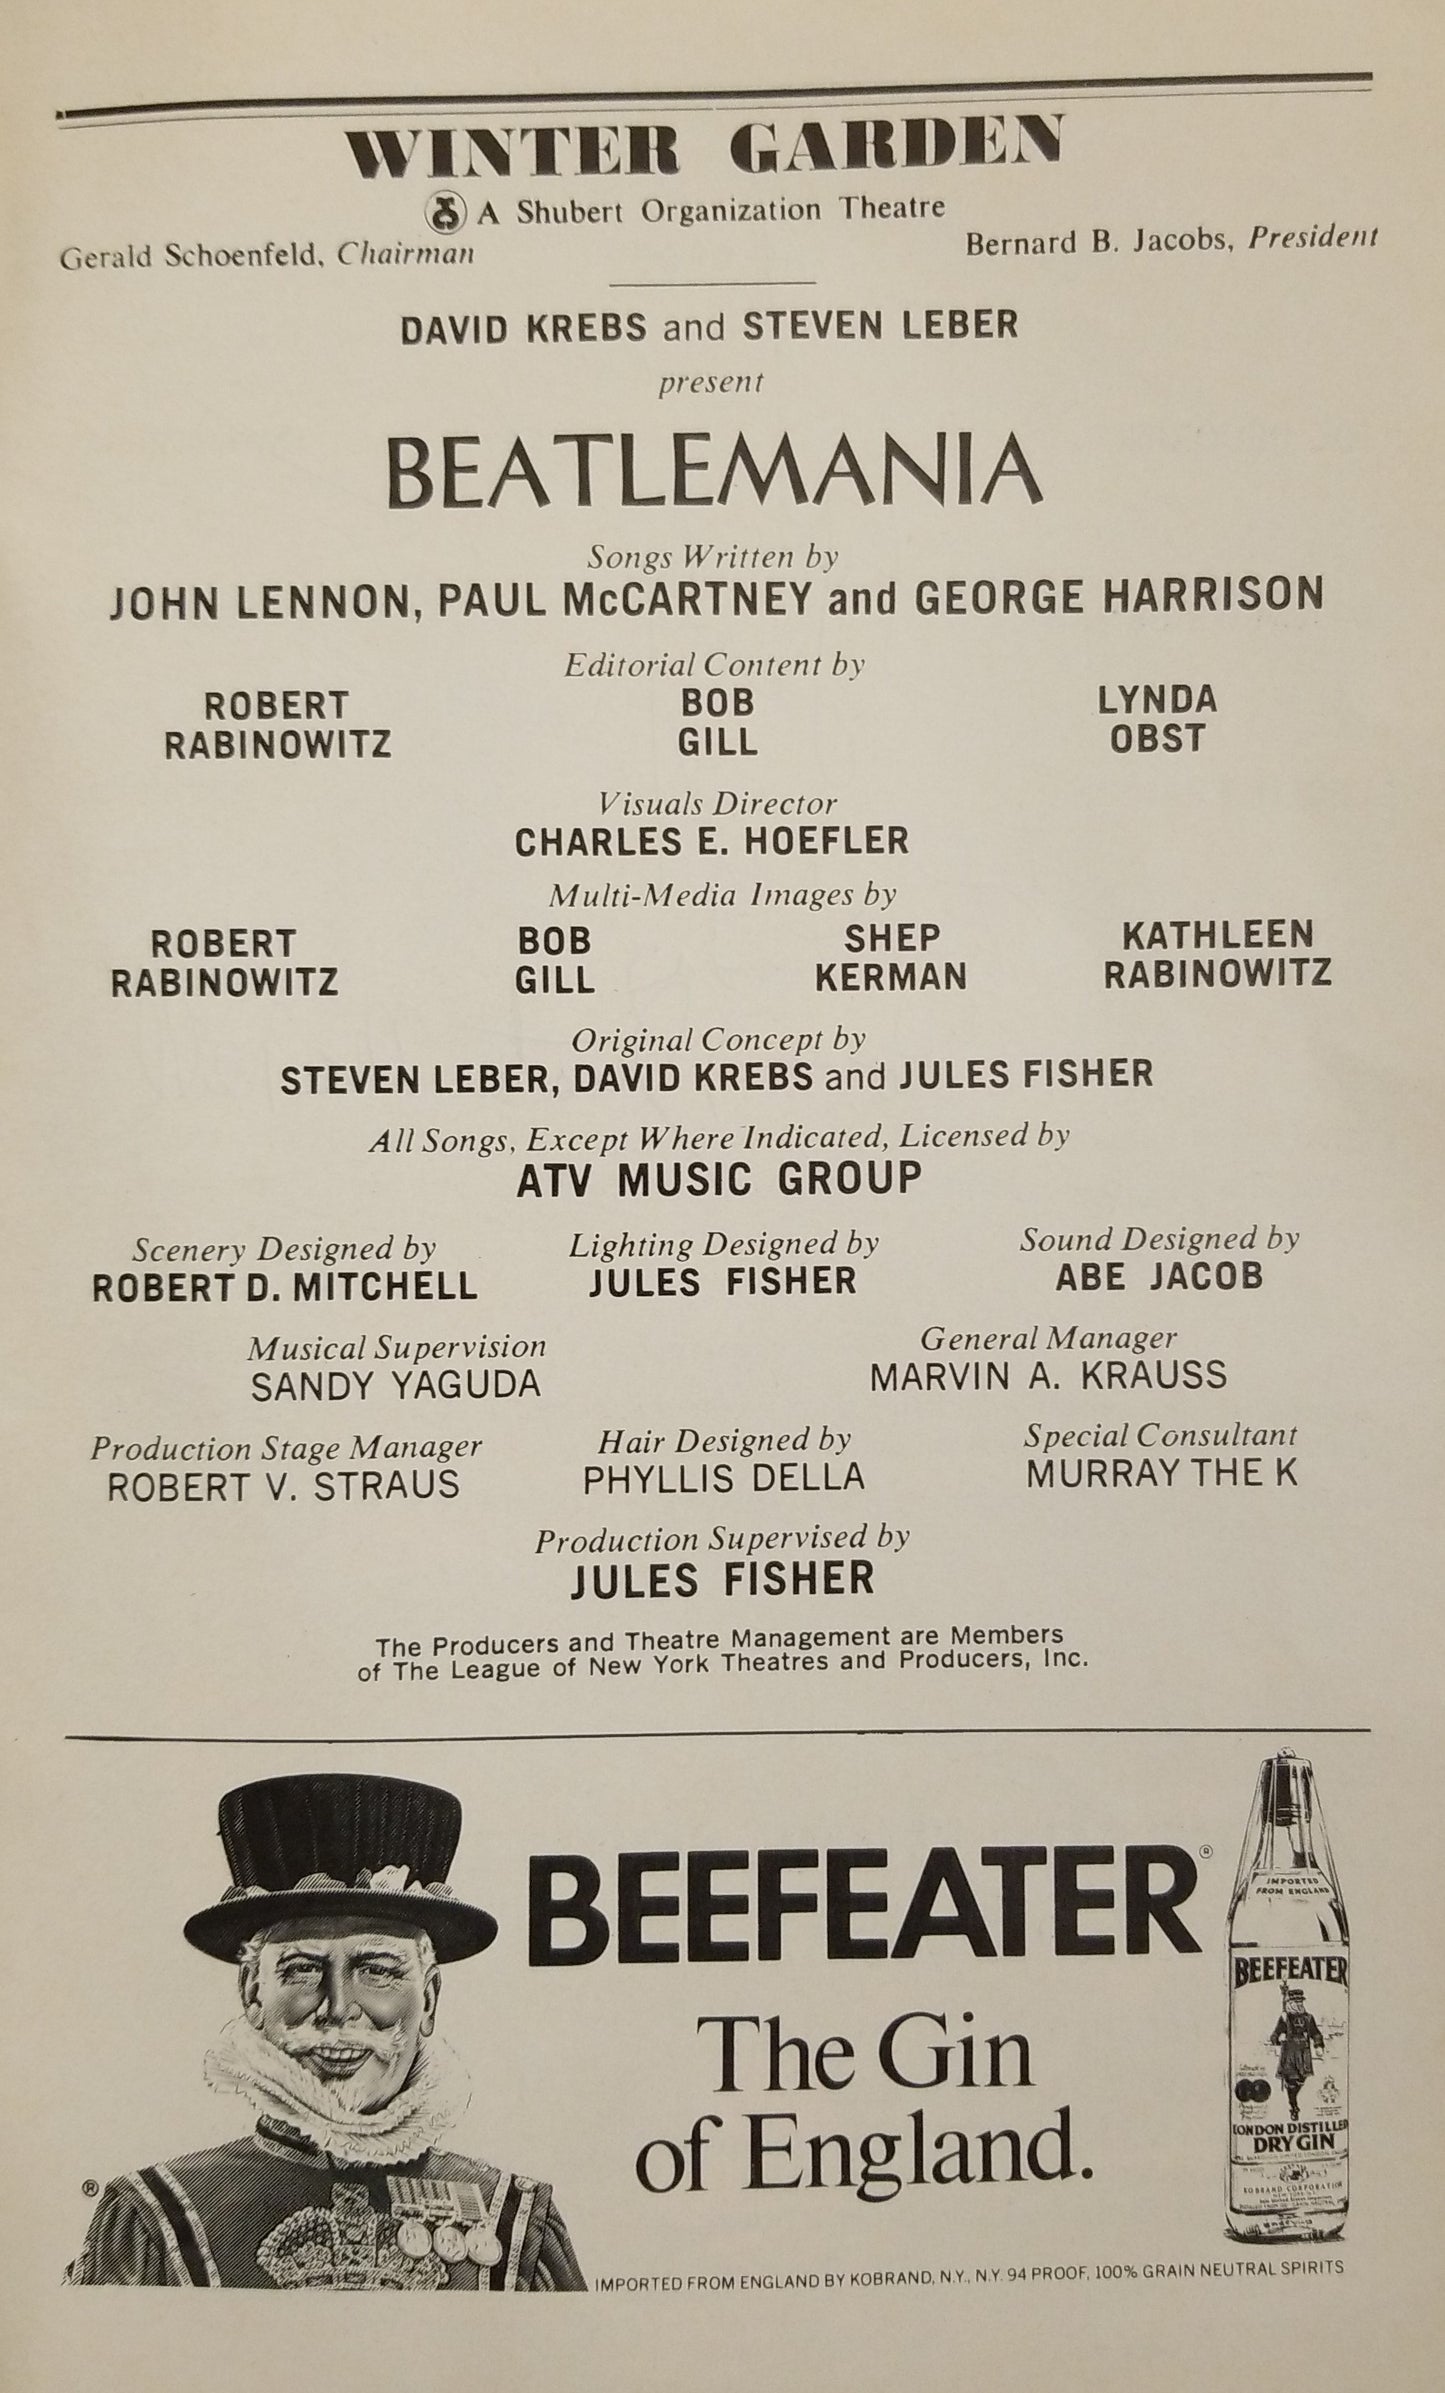 WINTER GARDEN
A Shubert Organization Theatre
Gerald Schoenfeld, Chairman Bernard B. Jacobs, President
DAVID KREBS and STEVEN LEBER
present
BEATLEMANIA
Songs Written by
JOHN LENNON, PAUL McCARTNEY and GEORGE HARRISON
Editorial Content by
ROBERT BOB LYNDA
RABINOWITZ GILL OBST
Visuals Director
CHARLES E. HOEFLER
Multi-Media Images by
ROBERT BOB SHEP KATHLEEN
RABINOWITZ GILL KERMAN RABINOWITZ
Original Concept by
STEVEN LEBER, DAVID KREBS and JULES FISHER
All Songs, Except Where Indicated, Licensed by
ATV MUSIC GROUP
Scenery Designed by Lighting Designed by Sound Designed by
ROBERT D. MITCHELL JULES FISHER ABE JACOB
Musical Supervision General Manager
SANDY YAGUDA MARVIN A. KRAUSS
Production Stage Manager Hair Designed by Special Consultant
ROBERT V. STRAUS PHYLLIS DELLA MURRAY THE K
Production Supervised by
JULES FISHER
The Producers and Theatre Management are Members
of The League of New York Theatres and Producers, Inc.
BEEFEATER®
The Gin
of England.
®
IMPORTED
FROM ENGLAND
BEEFEATER
LONDON DISTILLED
DRY GIN
KOBRAND CORPORATION
IMPORTED FROM ENGLAND BY KOBRAND, N.Y., N.Y. 94 PROOF, 100% GRAIN NEUTRAL SPIRITS